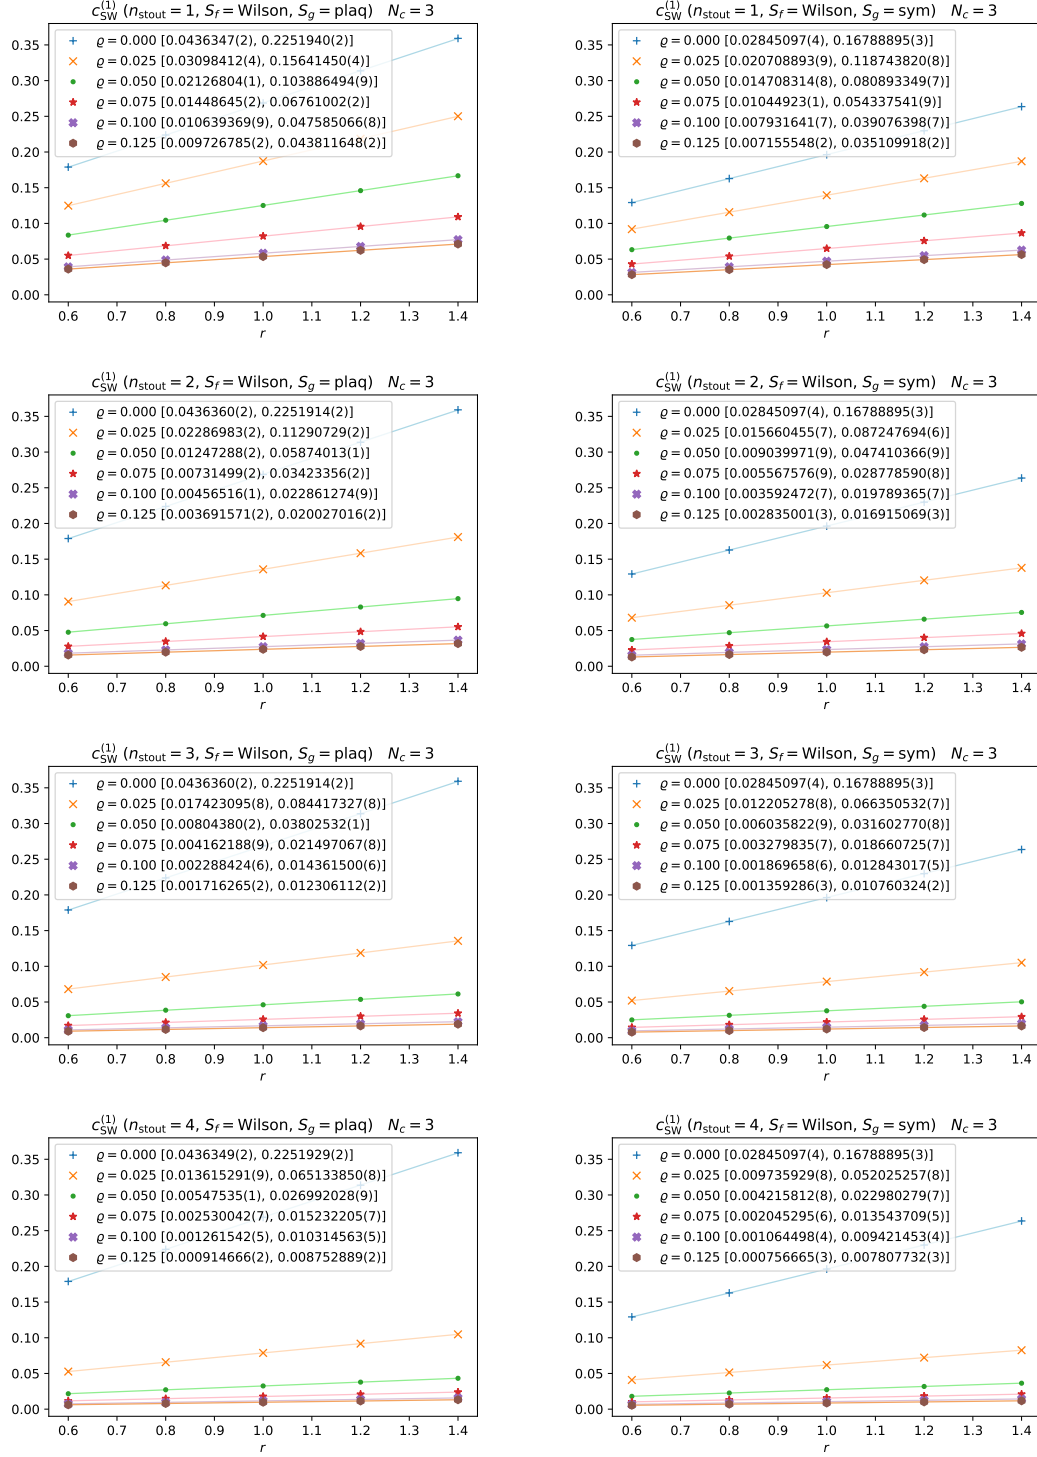 c_SW^(1) (n_stout = 1, S_f = Wilson, S_g = plaq) N_c = 3
ϱ = 0.000 [0.0436347(2), 0.2251940(2)]
ϱ = 0.025 [0.03098412(4), 0.15641450(4)]
ϱ = 0.050 [0.02126804(1), 0.103886494(9)]
ϱ = 0.075 [0.01448645(2), 0.06761002(2)]
ϱ = 0.100 [0.010639369(9), 0.047585066(8)]
ϱ = 0.125 [0.009726785(2), 0.043811648(2)]
0.35
0.30
0.25
0.20
0.15
0.10
0.05
0.00
0.6 0.7 0.8 0.9 1.0 1.1 1.2 1.3 1.4
r
c_SW^(1) (n_stout = 1, S_f = Wilson, S_g = sym) N_c = 3
ϱ = 0.000 [0.02845097(4), 0.16788895(3)]
ϱ = 0.025 [0.020708893(9), 0.118743820(8)]
ϱ = 0.050 [0.014708314(8), 0.080893349(7)]
ϱ = 0.075 [0.01044923(1), 0.054337541(9)]
ϱ = 0.100 [0.007931641(7), 0.039076398(7)]
ϱ = 0.125 [0.007155548(2), 0.035109918(2)]
0.35
0.30
0.25
0.20
0.15
0.10
0.05
0.00
0.6 0.7 0.8 0.9 1.0 1.1 1.2 1.3 1.4
r
c_SW^(1) (n_stout = 2, S_f = Wilson, S_g = plaq) N_c = 3
ϱ = 0.000 [0.0436360(2), 0.2251914(2)]
ϱ = 0.025 [0.02286983(2), 0.11290729(2)]
ϱ = 0.050 [0.01247288(2), 0.05874013(1)]
ϱ = 0.075 [0.00731499(2), 0.03423356(2)]
ϱ = 0.100 [0.00456516(1), 0.022861274(9)]
ϱ = 0.125 [0.003691571(2), 0.020027016(2)]
0.35
0.30
0.25
0.20
0.15
0.10
0.05
0.00
0.6 0.7 0.8 0.9 1.0 1.1 1.2 1.3 1.4
r
c_SW^(1) (n_stout = 2, S_f = Wilson, S_g = sym) N_c = 3
ϱ = 0.000 [0.02845097(4), 0.16788895(3)]
ϱ = 0.025 [0.015660455(7), 0.087247694(6)]
ϱ = 0.050 [0.009039971(9), 0.047410366(9)]
ϱ = 0.075 [0.005567576(9), 0.028778590(8)]
ϱ = 0.100 [0.003592472(7), 0.019789365(7)]
ϱ = 0.125 [0.002835001(3), 0.016915069(3)]
0.35
0.30
0.25
0.20
0.15
0.10
0.05
0.00
0.6 0.7 0.8 0.9 1.0 1.1 1.2 1.3 1.4
r
c_SW^(1) (n_stout = 3, S_f = Wilson, S_g = plaq) N_c = 3
ϱ = 0.000 [0.0436360(2), 0.2251914(2)]
ϱ = 0.025 [0.017423095(8), 0.084417327(8)]
ϱ = 0.050 [0.00804380(2), 0.03802532(1)]
ϱ = 0.075 [0.004162188(9), 0.021497067(8)]
ϱ = 0.100 [0.002288424(6), 0.014361500(6)]
ϱ = 0.125 [0.001716265(2), 0.012306112(2)]
0.35
0.30
0.25
0.20
0.15
0.10
0.05
0.00
0.6 0.7 0.8 0.9 1.0 1.1 1.2 1.3 1.4
r
c_SW^(1) (n_stout = 3, S_f = Wilson, S_g = sym) N_c = 3
ϱ = 0.000 [0.02845097(4), 0.16788895(3)]
ϱ = 0.025 [0.012205278(8), 0.066350532(7)]
ϱ = 0.050 [0.006035822(9), 0.031602770(8)]
ϱ = 0.075 [0.003279835(7), 0.018660725(7)]
ϱ = 0.100 [0.001869658(6), 0.012843017(5)]
ϱ = 0.125 [0.001359286(3), 0.010760324(2)]
0.35
0.30
0.25
0.20
0.15
0.10
0.05
0.00
0.6 0.7 0.8 0.9 1.0 1.1 1.2 1.3 1.4
r
c_SW^(1) (n_stout = 4, S_f = Wilson, S_g = plaq) N_c = 3
ϱ = 0.000 [0.0436349(2), 0.2251929(2)]
ϱ = 0.025 [0.013615291(9), 0.065133850(8)]
ϱ = 0.050 [0.00547535(1), 0.026992028(9)]
ϱ = 0.075 [0.002530042(7), 0.015232205(7)]
ϱ = 0.100 [0.001261542(5), 0.010314563(5)]
ϱ = 0.125 [0.000914666(2), 0.008752889(2)]
0.35
0.30
0.25
0.20
0.15
0.10
0.05
0.00
0.6 0.7 0.8 0.9 1.0 1.1 1.2 1.3 1.4
r
c_SW^(1) (n_stout = 4, S_f = Wilson, S_g = sym) N_c = 3
ϱ = 0.000 [0.02845097(4), 0.16788895(3)]
ϱ = 0.025 [0.009735929(8), 0.052025257(8)]
ϱ = 0.050 [0.004215812(8), 0.022980279(7)]
ϱ = 0.075 [0.002045295(6), 0.013543709(5)]
ϱ = 0.100 [0.001064498(4), 0.009421453(4)]
ϱ = 0.125 [0.000756665(3), 0.007807732(3)]
0.35
0.30
0.25
0.20
0.15
0.10
0.05
0.00
0.6 0.7 0.8 0.9 1.0 1.1 1.2 1.3 1.4
r